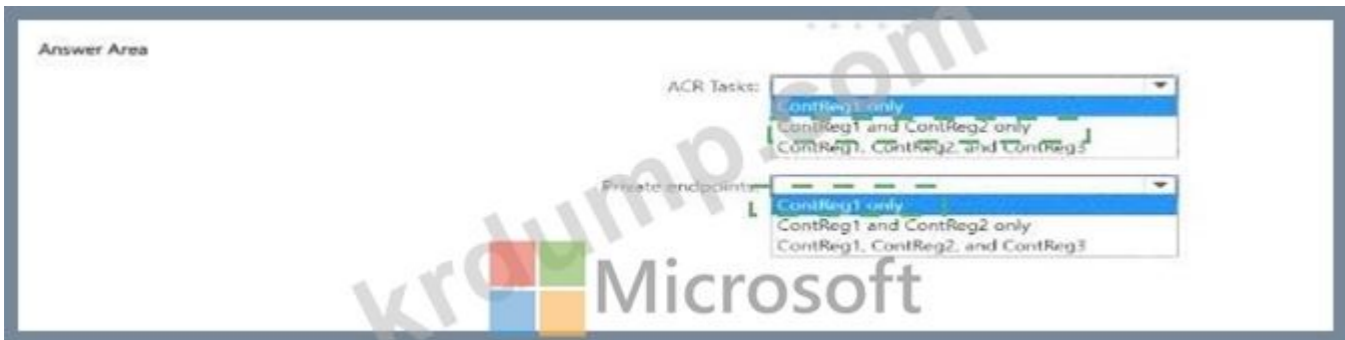 Answer Area
ACR Tasks:
ContReg1 only
ContReg1 and ContReg2 only
ContReg1, ContReg2, and ContReg3
Private endpoints:
ContReg1 only
ContReg1 and ContReg2 only
ContReg1, ContReg2, and ContReg3
krdump.com
Microsoft